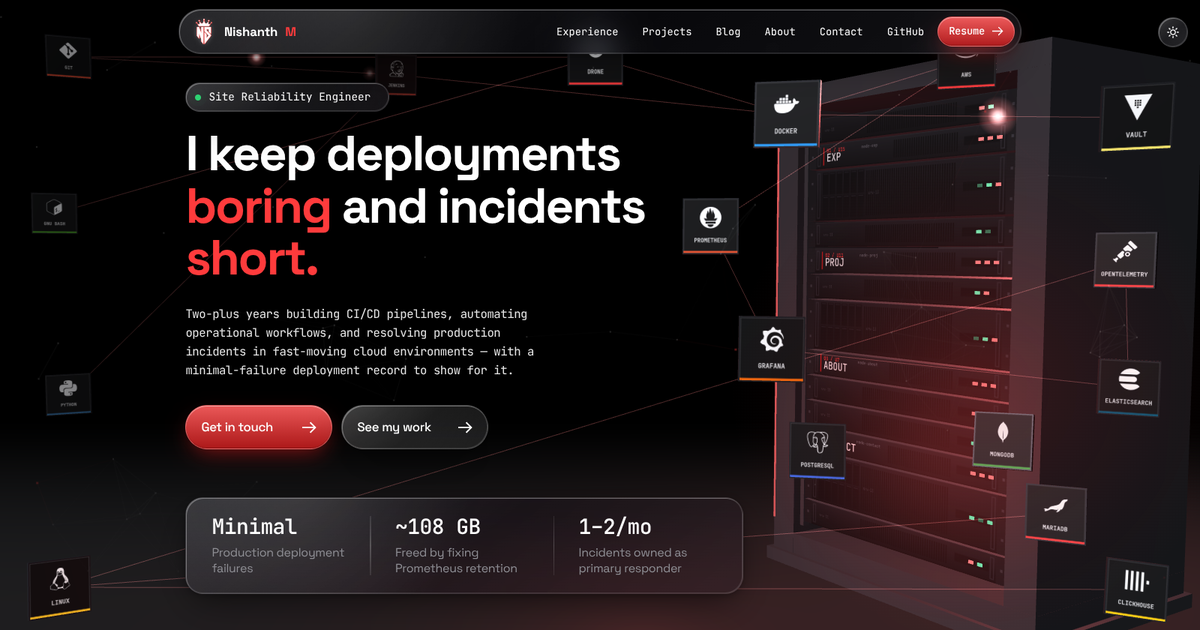 Nishanth M
Experience
Projects
Blog
About
Contact
GitHub
Resume →
GIT
JENKINS
DRONE
AWS
Site Reliability Engineer
DOCKER
VAULT
I keep deployments
boring and incidents
short.
EXP
GNU BASH
PROMETHEUS
PROJ
OPENTELEMETRY
Two-plus years building CI/CD pipelines, automating
operational workflows, and resolving production
incidents in fast-moving cloud environments — with a
minimal-failure deployment record to show for it.
GRAFANA
ABOUT
PYTHON
ELASTICSEARCH
Get in touch →
See my work →
POSTGRESQL
CT
MONGODB
MARIADB
Minimal
Production deployment
failures
~108 GB
Freed by fixing
Prometheus retention
1–2/mo
Incidents owned as
primary responder
LINUX
CLICKHOUSE